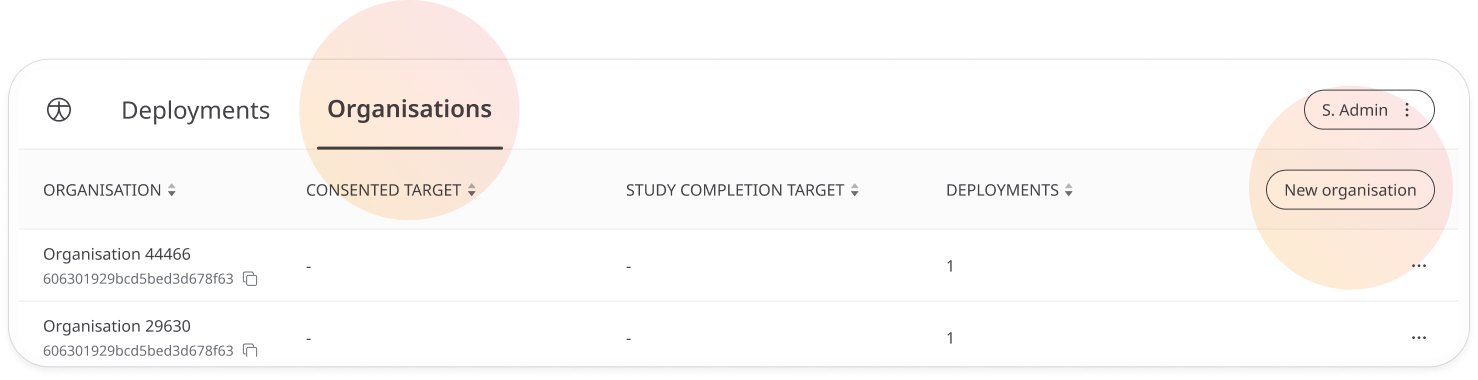 Deployments
Organisations
S. Admin
ORGANISATION
CONSENTED TARGET
STUDY COMPLETION TARGET
DEPLOYMENTS
New organisation
Organisation 44466
606301929bcd5bed3d678f63
-
-
1
Organisation 29630
606301929bcd5bed3d678f63
-
-
1